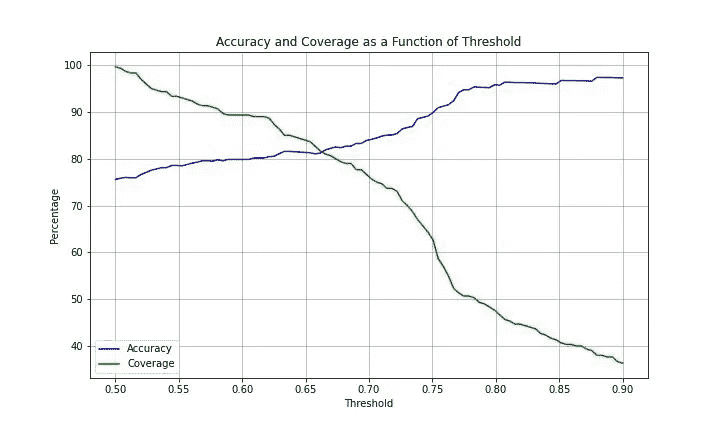 Accuracy and Coverage as a Function of Threshold
100
90
80
70
60
50
40
Percentage
Accuracy
Coverage
0.50 0.55 0.60 0.65 0.70 0.75 0.80 0.85 0.90
Threshold